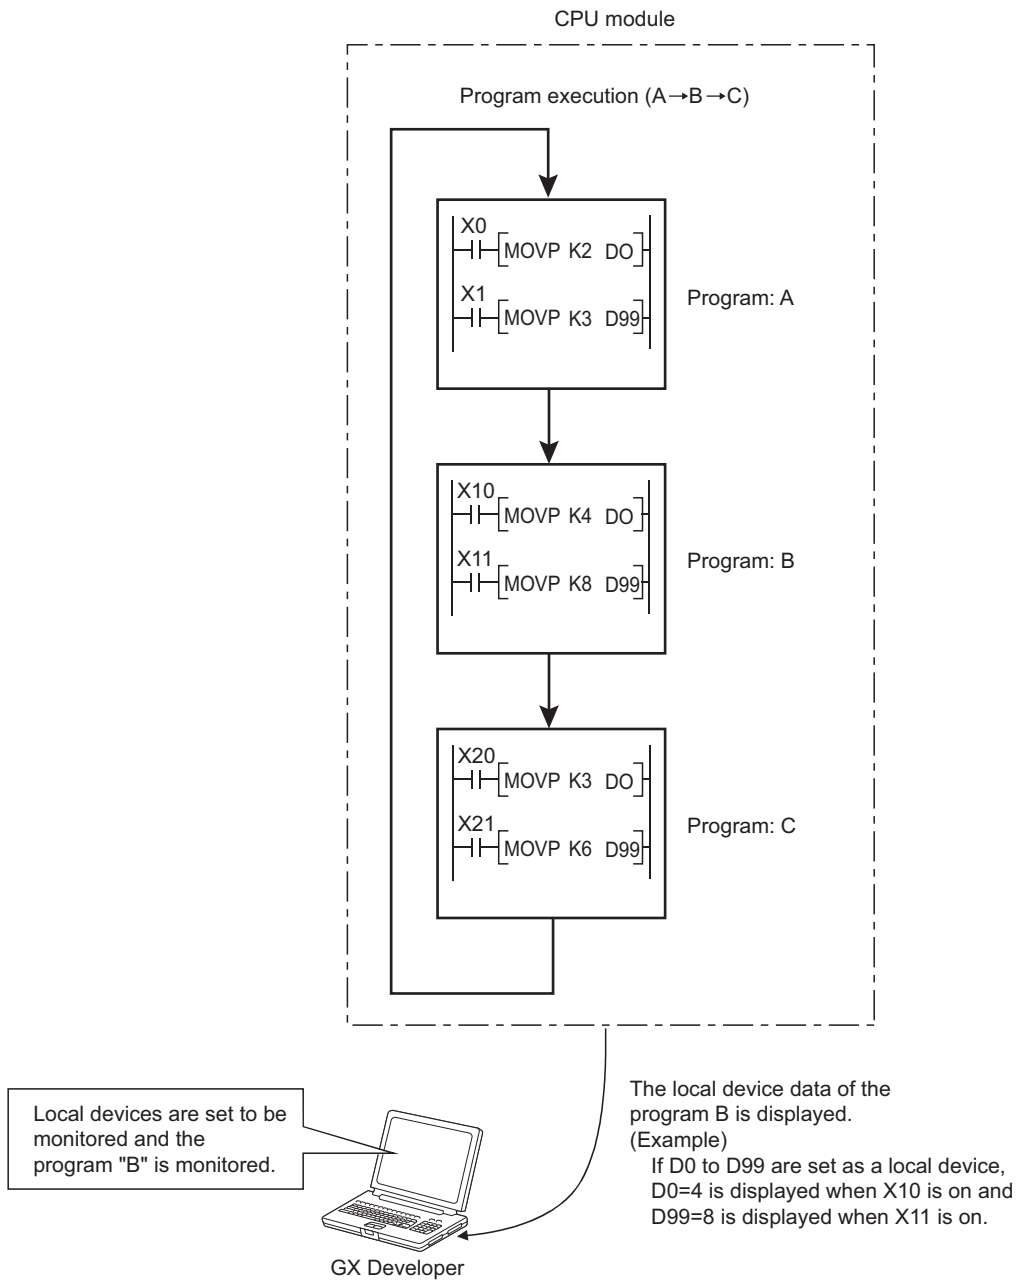 CPU module
Program execution (A→B→C)
X0
MOVP K2 DO
X1
MOVP K3 D99
Program: A
X10
MOVP K4 DO
X11
MOVP K8 D99
Program: B
X20
MOVP K3 DO
X21
MOVP K6 D99
Program: C
Local devices are set to be
monitored and the
program "B" is monitored.
The local device data of the
program B is displayed.
(Example)
If D0 to D99 are set as a local device,
D0=4 is displayed when X10 is on and
D99=8 is displayed when X11 is on.
GX Developer